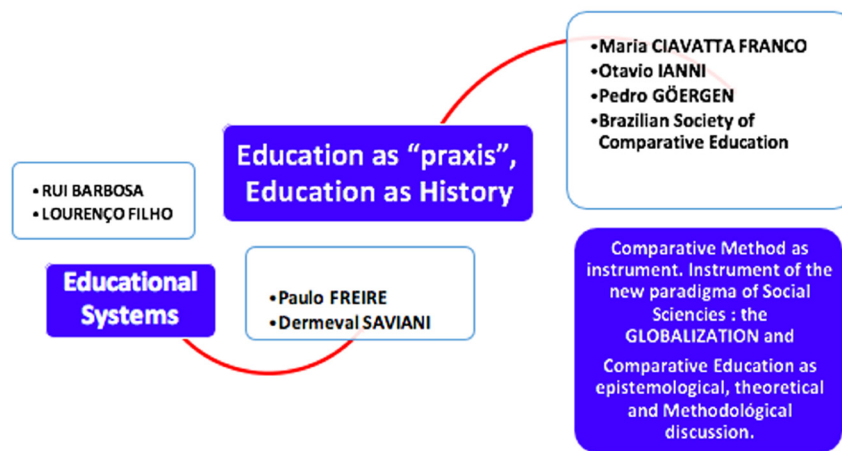 • RUI BARBOSA
• LOURENÇO FILHO
Educational
Systems
Education as “praxis”,
Education as History
•Paulo FREIRE
•Dermeval SAVIANI
•Maria CIAVATTA FRANCO
•Otavio IANNI
•Pedro GÖERGEN
•Brazilian Society of
Comparative Education
Comparative Method as
instrument. Instrument of the
new paradigm of Social
Sciencies : the
GLOBALIZATION and
Comparative Education as
epistemological, theoretical
and Methodológical
discussion.